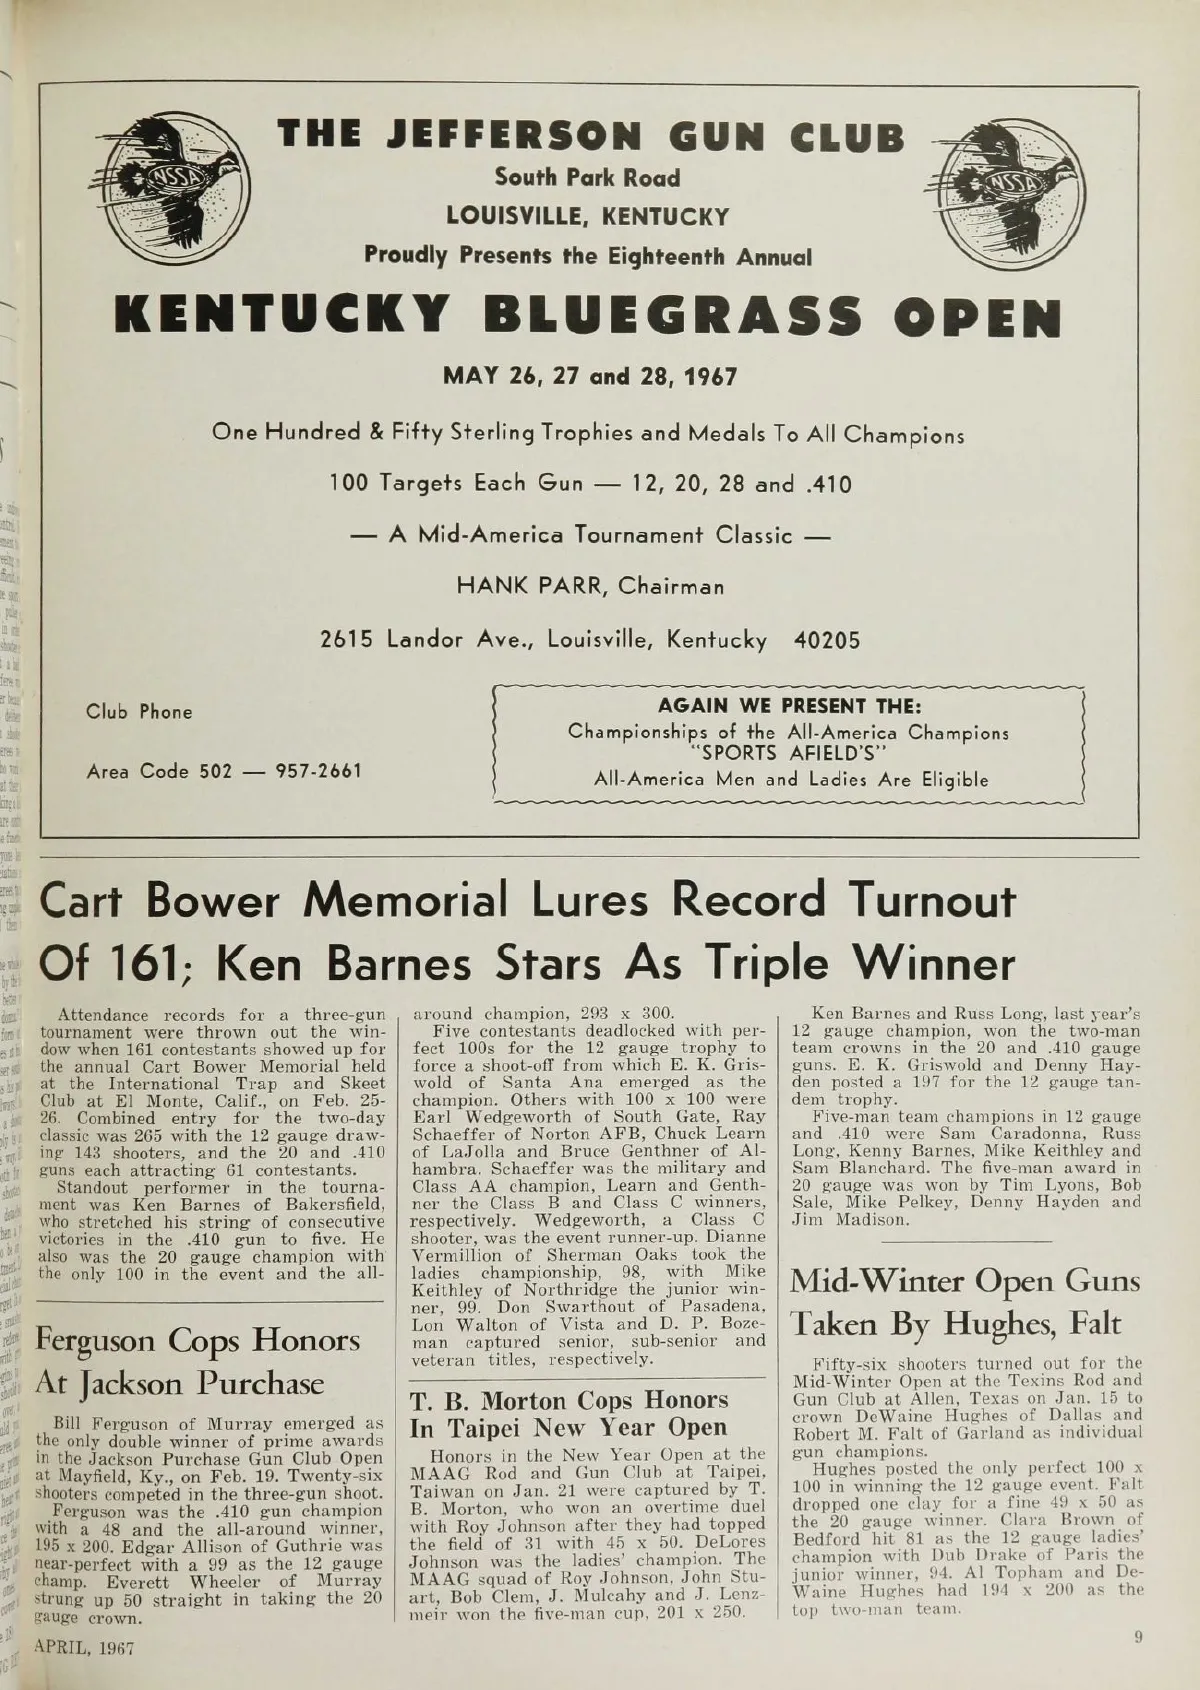 THE JEFFERSON GUN CLUB
NSSA
NSSA
South Park Road
LOUISVILLE, KENTUCKY
Proudly Presents the Eighteenth Annual
KENTUCKY BLUEGRASS OPEN
MAY 26, 27 and 28, 1967
One Hundred & Fifty Sterling Trophies and Medals To All Champions
100 Targets Each Gun — 12, 20, 28 and .410
— A Mid-America Tournament Classic —
HANK PARR, Chairman
2615 Landor Ave., Louisville, Kentucky 40205
Club Phone
Area Code 502 — 957-2661
AGAIN WE PRESENT THE:
Championships of the All-America Champions
"SPORTS AFIELD'S"
All-America Men and Ladies Are Eligible
Cart Bower Memorial Lures Record Turnout
Of 161; Ken Barnes Stars As Triple Winner
Attendance records for a three-gun
tournament were thrown out the win-
dow when 161 contestants showed up for
the annual Cart Bower Memorial held
at the International Trap and Skeet
Club at El Monte, Calif., on Feb. 25-
26. Combined entry for the two-day
classic was 265 with the 12 gauge draw-
ing 143 shooters, and the 20 and .410
guns each attracting 61 contestants.
Standout performer in the tourna-
ment was Ken Barnes of Bakersfield,
who stretched his string of consecutive
victories in the .410 gun to five. He
also was the 20 gauge champion with
the only 100 in the event and the all-
around champion, 293 x 300.
Five contestants deadlocked with per-
fect 100s for the 12 gauge trophy to
force a shoot-off from which E. K. Gris-
wold of Santa Ana emerged as the
champion. Others with 100 x 100 were
Earl Wedgeworth of South Gate, Ray
Schaeffer of Norton AFB, Chuck Learn
of LaJolla and Bruce Genthner of Al-
hambra. Schaeffer was the military and
Class AA champion, Learn and Genth-
ner the Class B and Class C winners,
respectively. Wedgeworth, a Class C
shooter, was the event runner-up. Dianne
Vermillion of Sherman Oaks took the
ladies championship, 98, with Mike
Keithley of Northridge the junior win-
ner, 99. Don Swarthout of Pasadena,
Lon Walton of Vista and D. P. Boze-
man captured senior, sub-senior and
veteran titles, respectively.
Ken Barnes and Russ Long, last year's
12 gauge champion, won the two-man
team crowns in the 20 and .410 gauge
guns. E. K. Griswold and Denny Hay-
den posted a 197 for the 12 gauge tan-
dem trophy.
Five-man team champions in 12 gauge
and .410 were Sam Caradonna, Russ
Long, Kenny Barnes, Mike Keithley and
Sam Blanchard. The five-man award in
20 gauge was won by Tim Lyons, Bob
Sale, Mike Pelkey, Denny Hayden and
Jim Madison.
Ferguson Cops Honors
At Jackson Purchase
Bill Ferguson of Murray emerged as
the only double winner of prime awards
in the Jackson Purchase Gun Club Open
at Mayfield, Ky., on Feb. 19. Twenty-six
shooters competed in the three-gun shoot.
Ferguson was the .410 gun champion
with a 48 and the all-around winner,
195 x 200. Edgar Allison of Guthrie was
near-perfect with a 99 as the 12 gauge
champ. Everett Wheeler of Murray
strung up 50 straight in taking the 20
gauge crown.
T. B. Morton Cops Honors
In Taipei New Year Open
Honors in the New Year Open at the
MAAG Rod and Gun Club at Taipei,
Taiwan on Jan. 21 were captured by T.
B. Morton, who won an overtime duel
with Roy Johnson after they had topped
the field of 31 with 45 x 50. DeLores
Johnson was the ladies' champion. The
MAAG squad of Roy Johnson, John Stu-
art, Bob Clem, J. Mulcahy and J. Lenz-
meir won the five-man cup, 201 x 250.
Mid-Winter Open Guns
Taken By Hughes, Falt
Fifty-six shooters turned out for the
Mid-Winter Open at the Texins Rod and
Gun Club at Allen, Texas on Jan. 15 to
crown DeWaine Hughes of Dallas and
Robert M. Falt of Garland as individual
gun champions.
Hughes posted the only perfect 100 x
100 in winning the 12 gauge event. Falt
dropped one clay for a fine 49 x 50 as
the 20 gauge winner. Clara Brown of
Bedford hit 81 as the 12 gauge ladies'
champion with Dub Drake of Paris the
junior winner, 94. Al Topham and De-
Waine Hughes had 194 x 200 as the
top two-man team.
APRIL, 1967
9